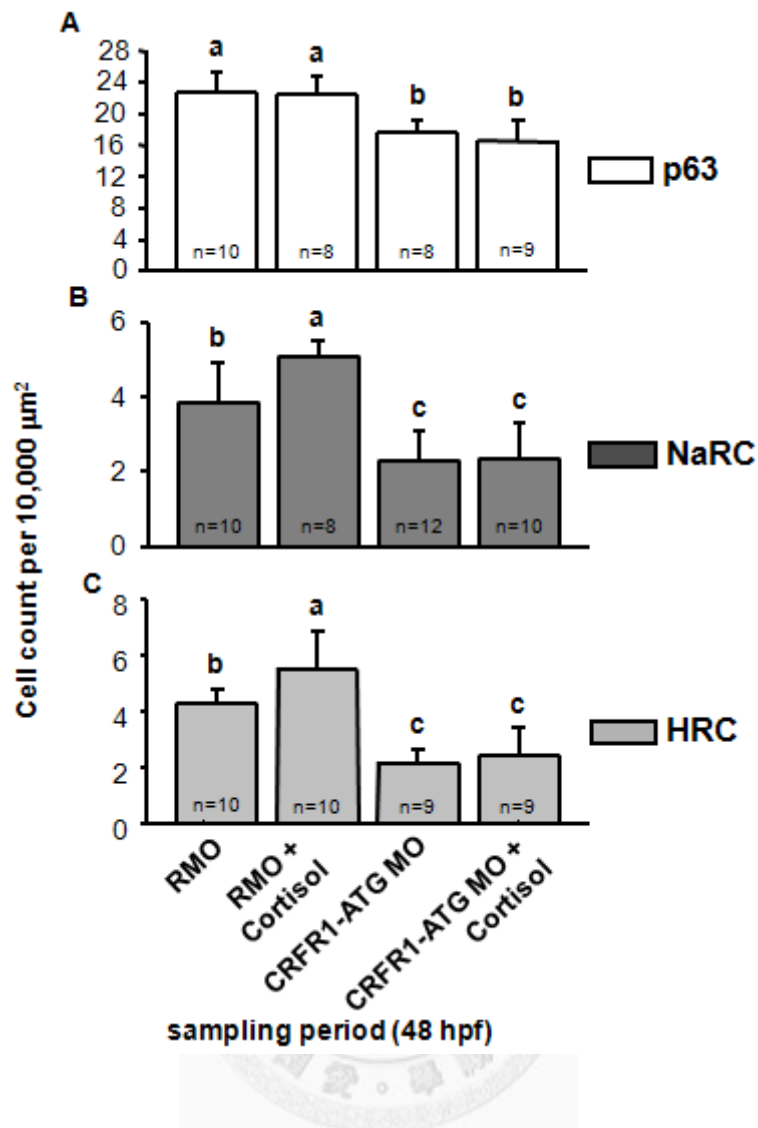 A
28
24
20
16
12
8
4
0
a
a
b
b
n=10
n=8
n=8
n=9
p63
B
6
4
2
0
b
a
c
c
n=10
n=8
n=12
n=10
NaRC
C
8
6
4
2
0
b
a
c
c
n=10
n=10
n=9
n=9
HRC
Cell count per 10,000 µm²
RMO
RMO +
Cortisol
CRFR1-ATG MO
CRFR1-ATG MO +
Cortisol
sampling period (48 hpf)